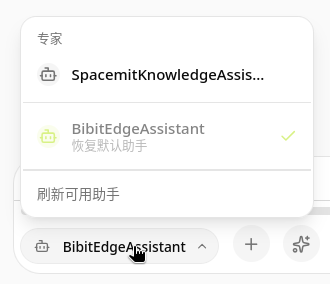 专家
SpacemitKnowledgeAssis...
BibitEdgeAssistant
恢复默认助手
刷新可用助手
BibitEdgeAssistant